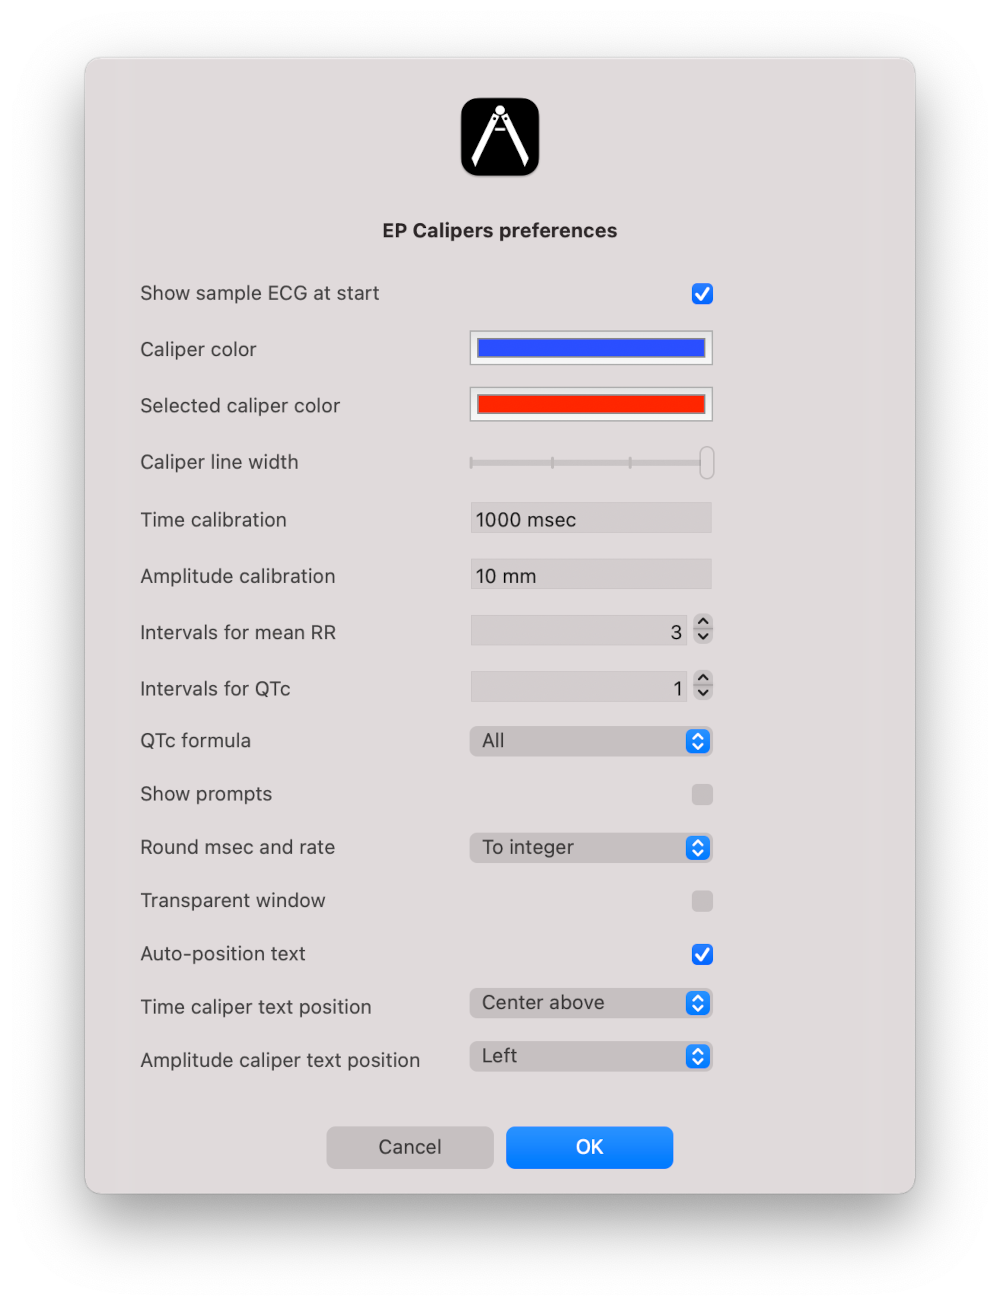 EP Calipers preferences
Show sample ECG at start
Caliper color
Selected caliper color
Caliper line width
Time calibration 1000 msec
Amplitude calibration 10 mm
Intervals for mean RR 3
Intervals for QTc 1
QTc formula All
Show prompts
Round msec and rate To integer
Transparent window
Auto-position text
Time caliper text position Center above
Amplitude caliper text position Left
Cancel OK